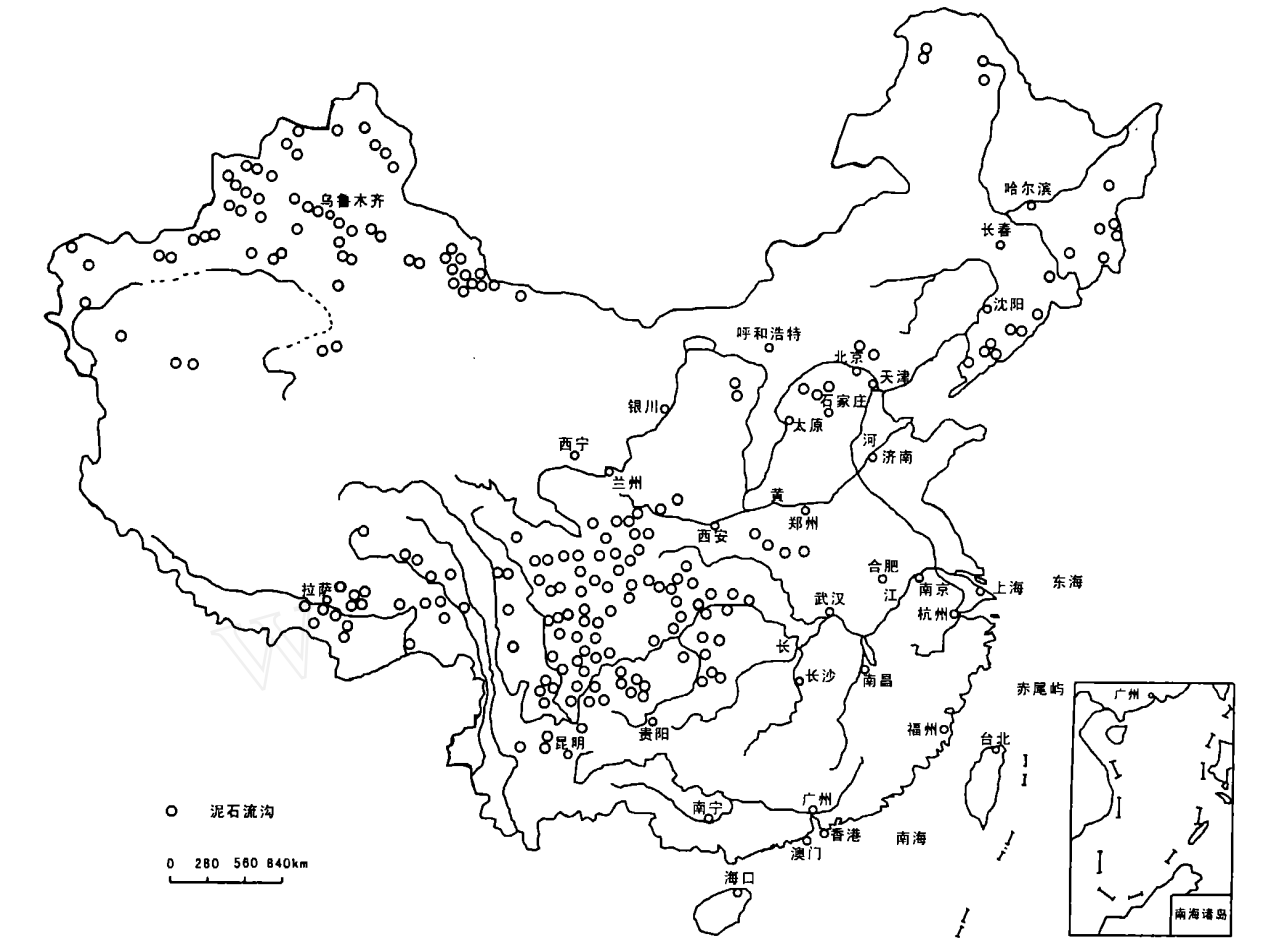 哈尔滨
乌鲁木齐
长春
沈阳
呼和浩特
北京
天津
银川
石家庄
太原
河
西宁
济南
兰州
黄
郑州
西安
合肥
拉萨
南京
上海
东海
江
武汉
杭州
长
长沙
南昌
赤尾屿
广州
贵阳
福州
昆明
台北
南宁
广州
泥石流沟
香港
南海
澳门
0 280 560 840km
海口
南海诸岛
W